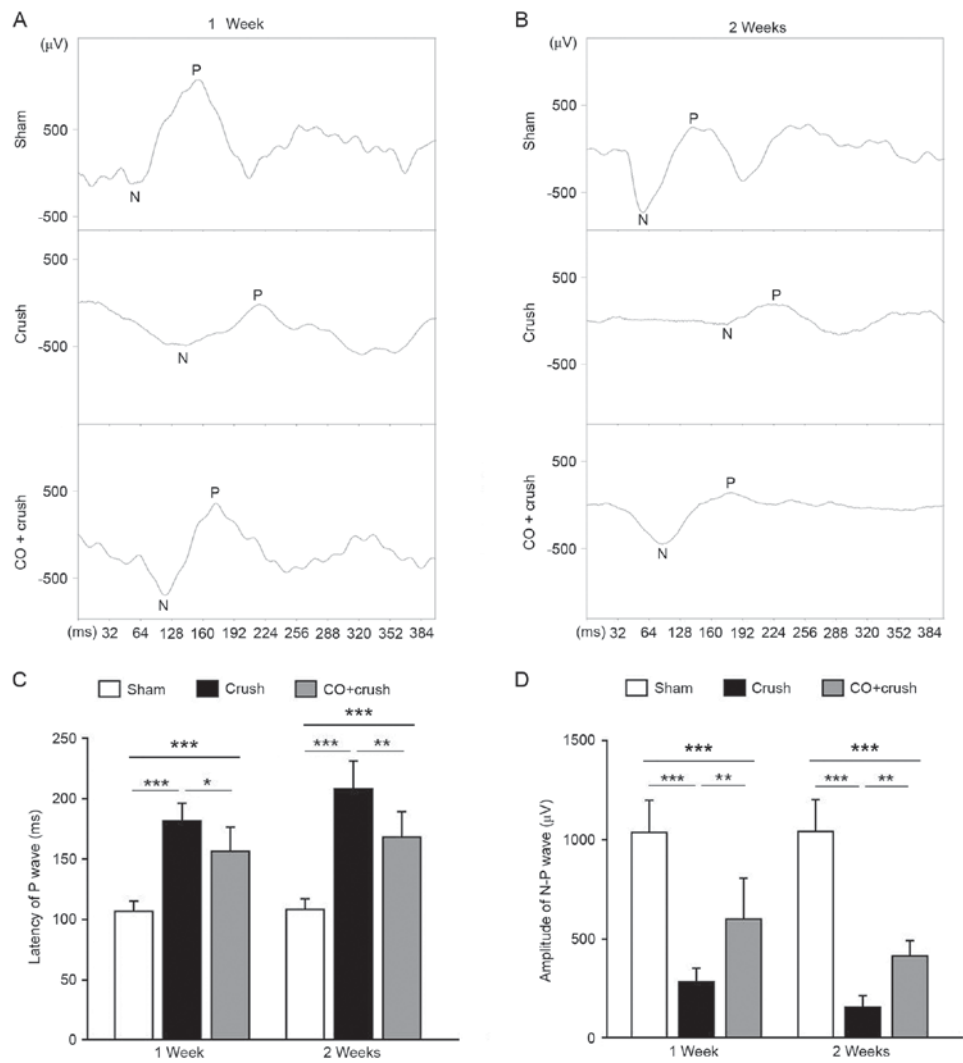 A
1 Week
(μV)
P
Sham
500
N
-500
500
P
Crush
-500
N
500
P
CO + crush
-500
N
(ms) 32 64 128 160 192 224 256 288 320 352 384
B
2 Weeks
(μV)
500
P
Sham
-500
N
500
P
Crush
N
-500
500
P
CO + crush
-500
N
(ms) 32 64 128 160 192 224 256 288 320 352 384
C
Sham Crush CO+crush
***
250
***
*** **
*** *
200
150
100
50
0
Latency of P wave (ms)
1 Week 2 Weeks
D
Sham Crush CO+crush
1500
*** ***
*** ** *** **
1000
500
0
Amplitude of N-P wave (μV)
1 Week 2 Weeks